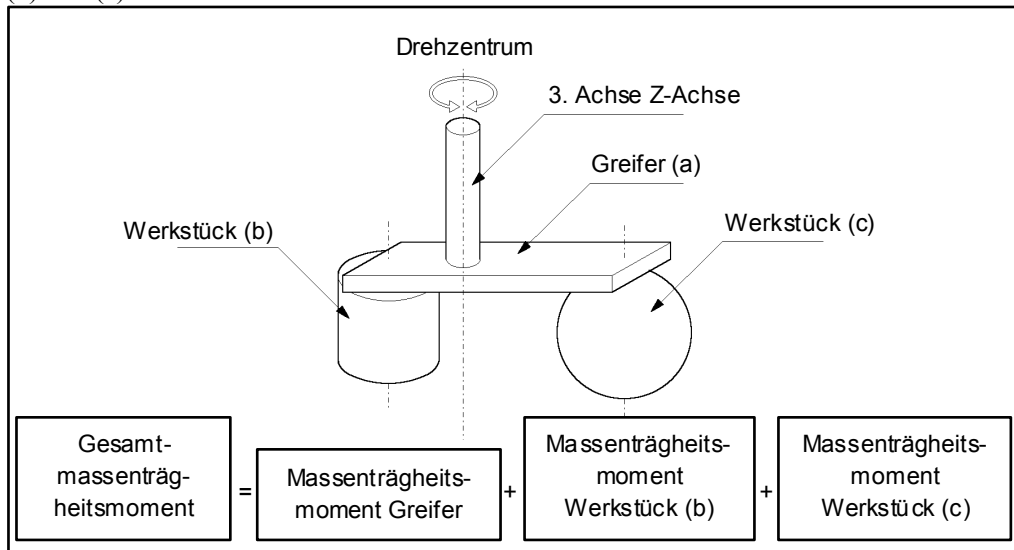 Drehzentrum
3. Achse Z-Achse
Greifer (a)
Werkstück (b)
Werkstück (c)
Gesamt-
massenträg-
heitsmoment
=
Massenträgheits-
moment Greifer
+
Massenträgheits-
moment
Werkstück (b)
+
Massenträgheits-
moment
Werkstück (c)